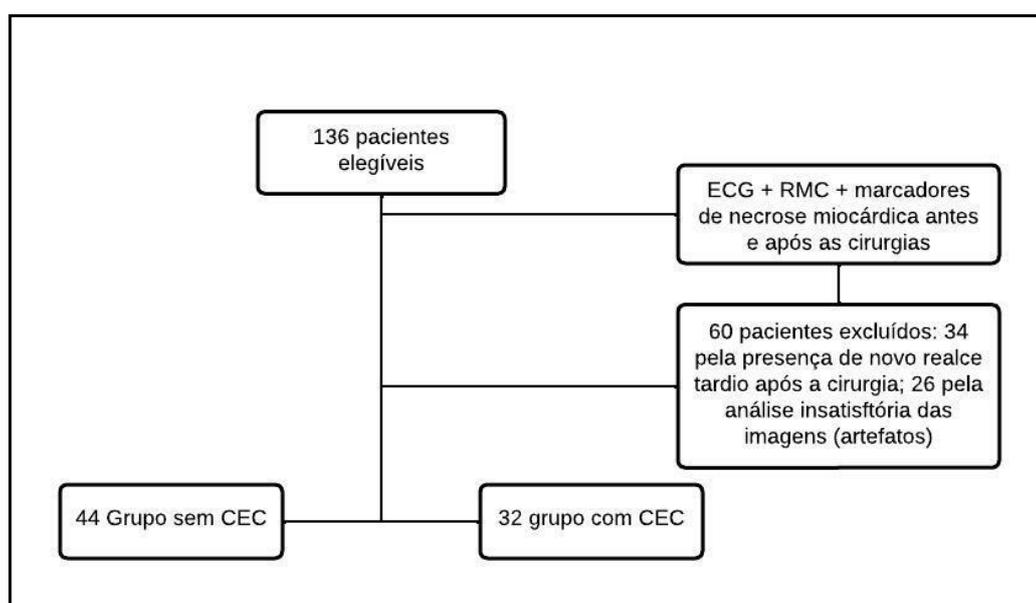 136 pacientes
elegíveis
ECG + RMC + marcadores
de necrose miocárdica antes
e após as cirurgias
60 pacientes excluídos: 34
pela presença de novo realce
tardio após a cirurgia; 26 pela
análise insatisftória das
imagens (artefatos)
44 Grupo sem CEC
32 grupo com CEC